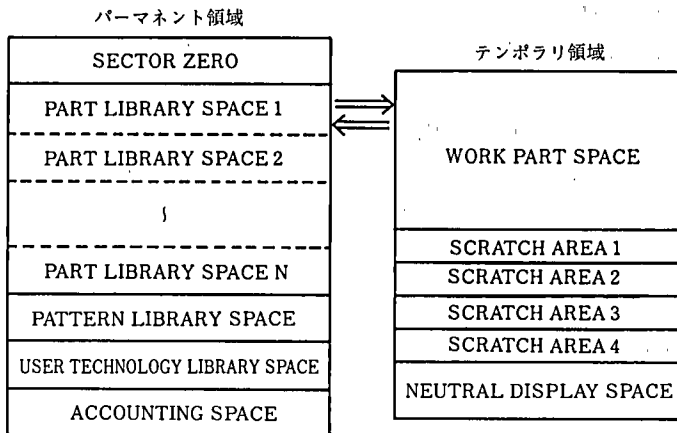 パーマネント領域
SECTOR ZERO
PART LIBRARY SPACE 1
PART LIBRARY SPACE 2
PART LIBRARY SPACE N
PATTERN LIBRARY SPACE
USER TECHNOLOGY LIBRARY SPACE
ACCOUNTING SPACE
テンポラリ領域
WORK PART SPACE
SCRATCH AREA 1
SCRATCH AREA 2
SCRATCH AREA 3
SCRATCH AREA 4
NEUTRAL DISPLAY SPACE